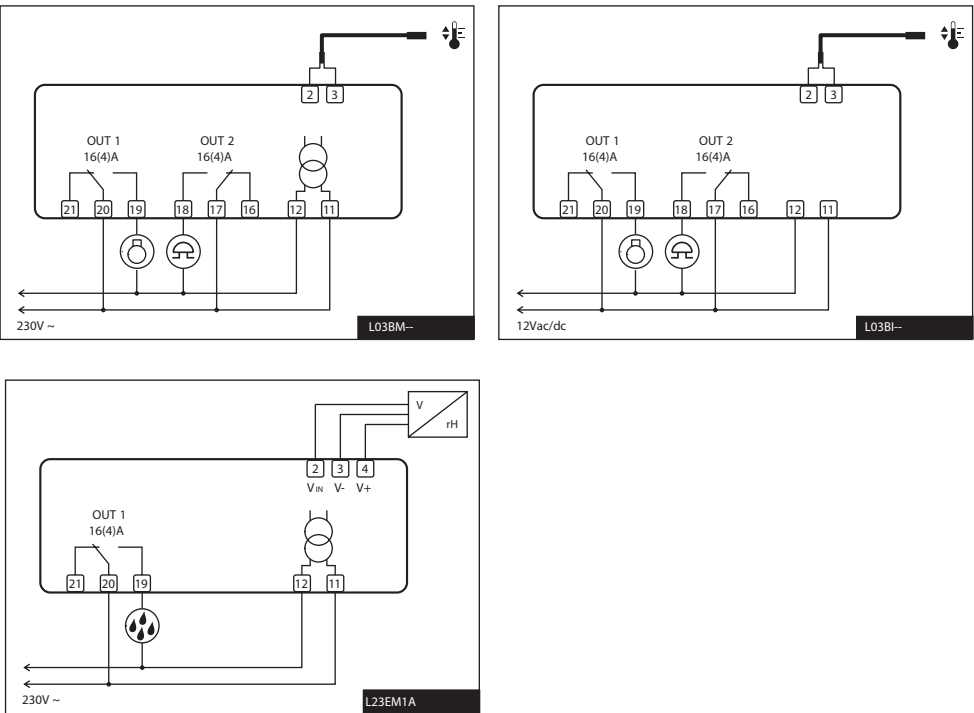 2 3
OUT 1 OUT 2
16(4)A 16(4)A
21 20 19 18 17 16 12 11
230V ~
L03BM--
2 3
OUT 1 OUT 2
16(4)A 16(4)A
21 20 19 18 17 16 12 11
12Vac/dc
L03BI--
V
rH
2 3 4
VIN V- V+
OUT 1
16(4)A
21 20 19 12 11
230V ~
L23EM1A